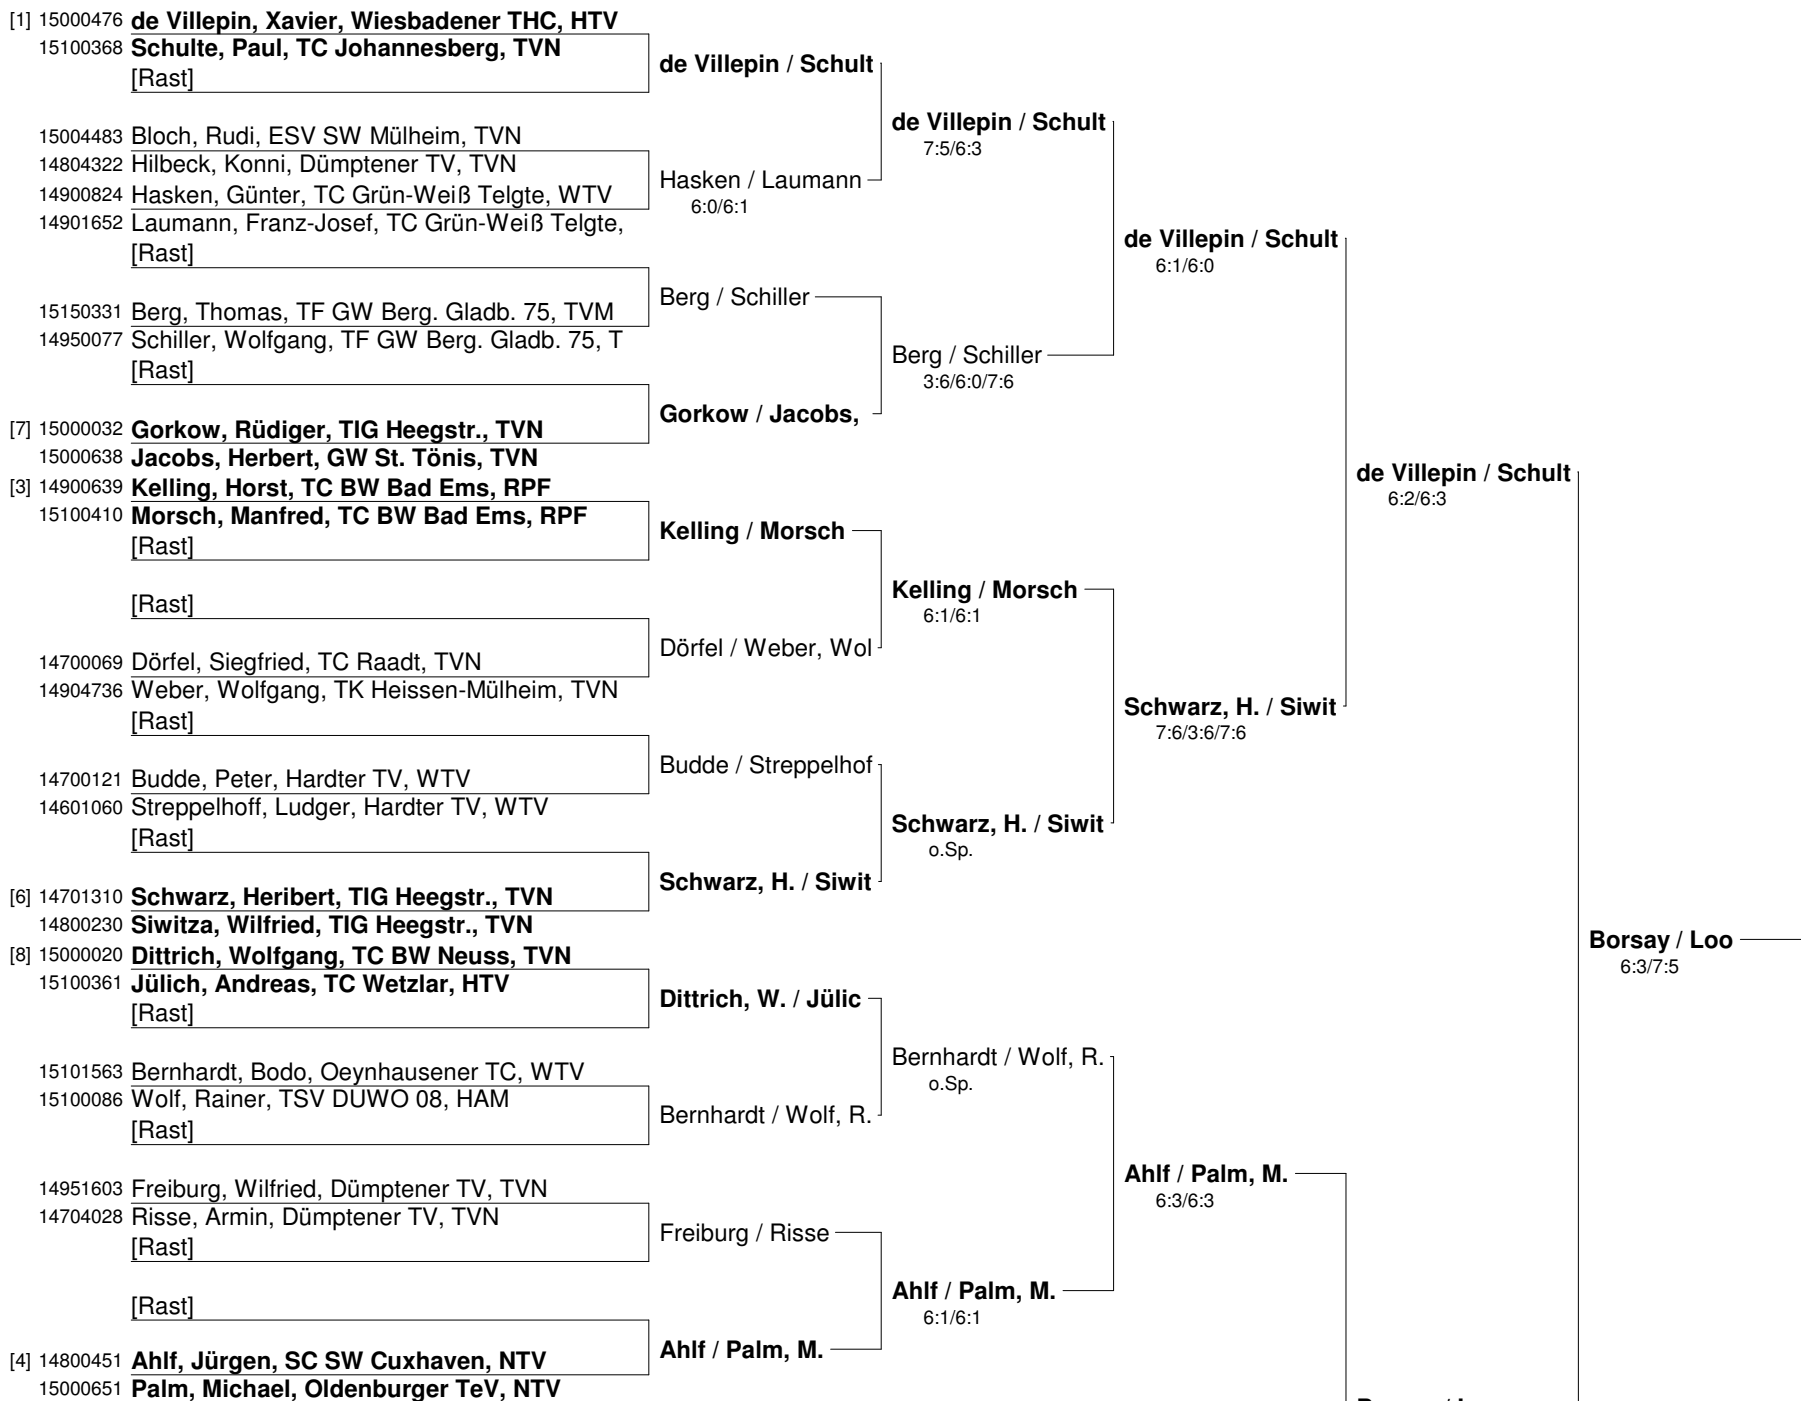 [1] 15000476 de Villepin, Xavier, Wiesbadener THC, HTV
15100368 Schulte, Paul, TC Johannesberg, TVN
[Rast]
de Villepin / Schult
15004483 Bloch, Rudi, ESV SW Mülheim, TVN
14804322 Hilbeck, Konni, Dümptener TV, TVN
14900824 Hasken, Günter, TC Grün-Weiß Telgte, WTV
14901652 Laumann, Franz-Josef, TC Grün-Weiß Telgte,
[Rast]
Hasken / Laumann
6:0/6:1
de Villepin / Schult
7:5/6:3
15150331 Berg, Thomas, TF GW Berg. Gladb. 75, TVM
14950077 Schiller, Wolfgang, TF GW Berg. Gladb. 75, T
[Rast]
Berg / Schiller
[7] 15000032 Gorkow, Rüdiger, TIG Heegstr., TVN
15000638 Jacobs, Herbert, GW St. Tönis, TVN
Gorkow / Jacobs,
Berg / Schiller
3:6/6:0/7:6
de Villepin / Schult
6:1/6:0
[3] 14900639 Kelling, Horst, TC BW Bad Ems, RPF
15100410 Morsch, Manfred, TC BW Bad Ems, RPF
[Rast]
Kelling / Morsch
[Rast]
14700069 Dörfel, Siegfried, TC Raadt, TVN
14904736 Weber, Wolfgang, TK Heissen-Mülheim, TVN
[Rast]
Dörfel / Weber, Wol
Kelling / Morsch
6:1/6:1
14700121 Budde, Peter, Hardter TV, WTV
14601060 Streppelhoff, Ludger, Hardter TV, WTV
[Rast]
Budde / Streppelhof
[6] 14701310 Schwarz, Heribert, TIG Heegstr., TVN
14800230 Siwitza, Wilfried, TIG Heegstr., TVN
Schwarz, H. / Siwit
Schwarz, H. / Siwit
o.Sp.
Schwarz, H. / Siwit
7:6/3:6/7:6
de Villepin / Schult
6:2/6:3
[8] 15000020 Dittrich, Wolfgang, TC BW Neuss, TVN
15100361 Jülich, Andreas, TC Wetzlar, HTV
[Rast]
Dittrich, W. / Jülic
15101563 Bernhardt, Bodo, Oeynhausener TC, WTV
15100086 Wolf, Rainer, TSV DUWO 08, HAM
[Rast]
Bernhardt / Wolf, R.
Bernhardt / Wolf, R.
o.Sp.
14951603 Freiburg, Wilfried, Dümptener TV, TVN
14704028 Risse, Armin, Dümptener TV, TVN
[Rast]
Freiburg / Risse
[Rast]
[4] 14800451 Ahlf, Jürgen, SC SW Cuxhaven, NTV
15000651 Palm, Michael, Oldenburger TeV, NTV
Ahlf / Palm, M.
Ahlf / Palm, M.
6:1/6:1
Ahlf / Palm, M.
6:3/6:3
Borsay / Loo
6:3/7:5